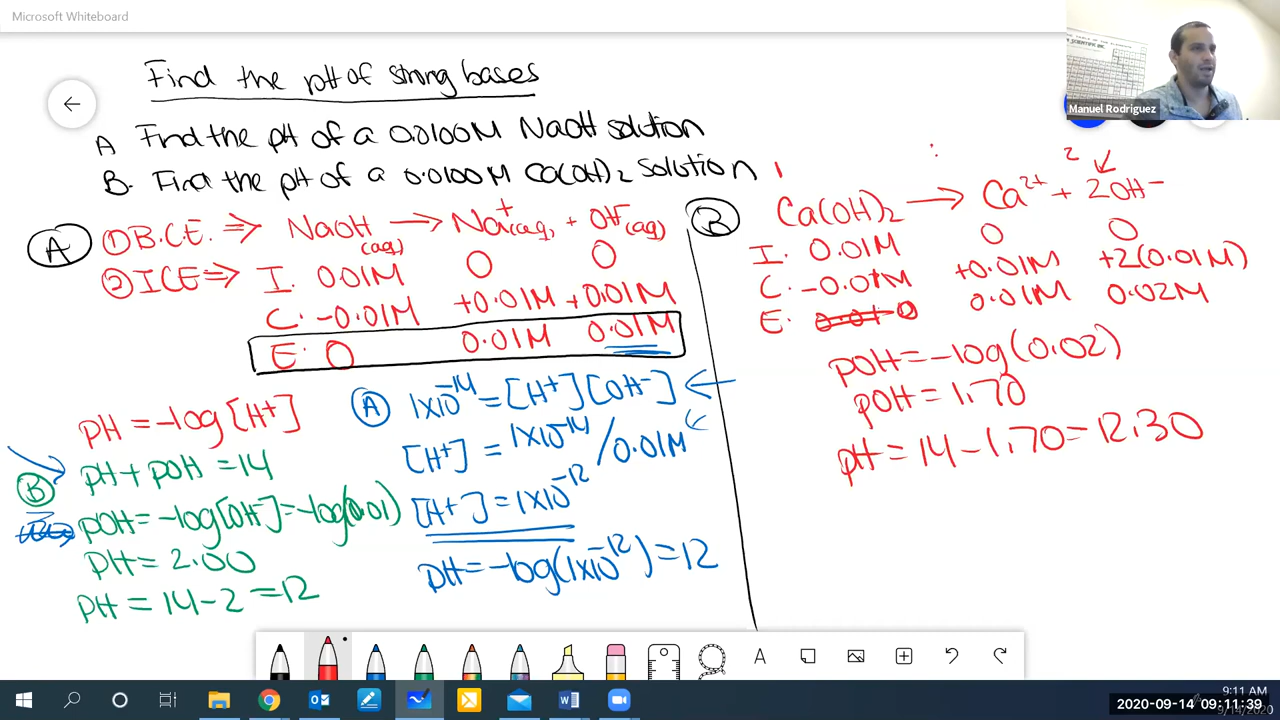 Microsoft Whiteboard
Find the pH of strong bases
Manuel Rodriguez
A Find the pH of a 0.0100M NaOH solution
B. Find the pH of a 0.0100M Ca(OH)2 solution
A
① B.C.E. ⇒ NaOH (aq) → Na+ (aq) + OH- (aq)
② ICE ⇒ I. 0.01M 0 0
C: -0.01M +0.01M +0.01M
E: 0 0.01M 0.01M
pH = -log[H+]
B
pH + pOH = 14
pOH = -log[OH-] = -log(0.01)
pH = 2.00
pH = 14 - 2 = 12
A
1x10-14 = [H+][OH-]
[H+] = 1x10-14 / 0.01M
[H+] = 1x10-12
pH = -log(1x10-12) = 12
B
2
Ca(OH)2 → Ca2+ + 2OH-
I. 0.01M 0 0
C. -0.01M +0.01M +2(0.01M)
E. 0 0.01M 0.02M
pOH = -log(0.02)
pOH = 1.70
pH = 14 - 1.70 = 12.30
A
9:11 AM
2020-09-14 09:11:39
9/14/2020